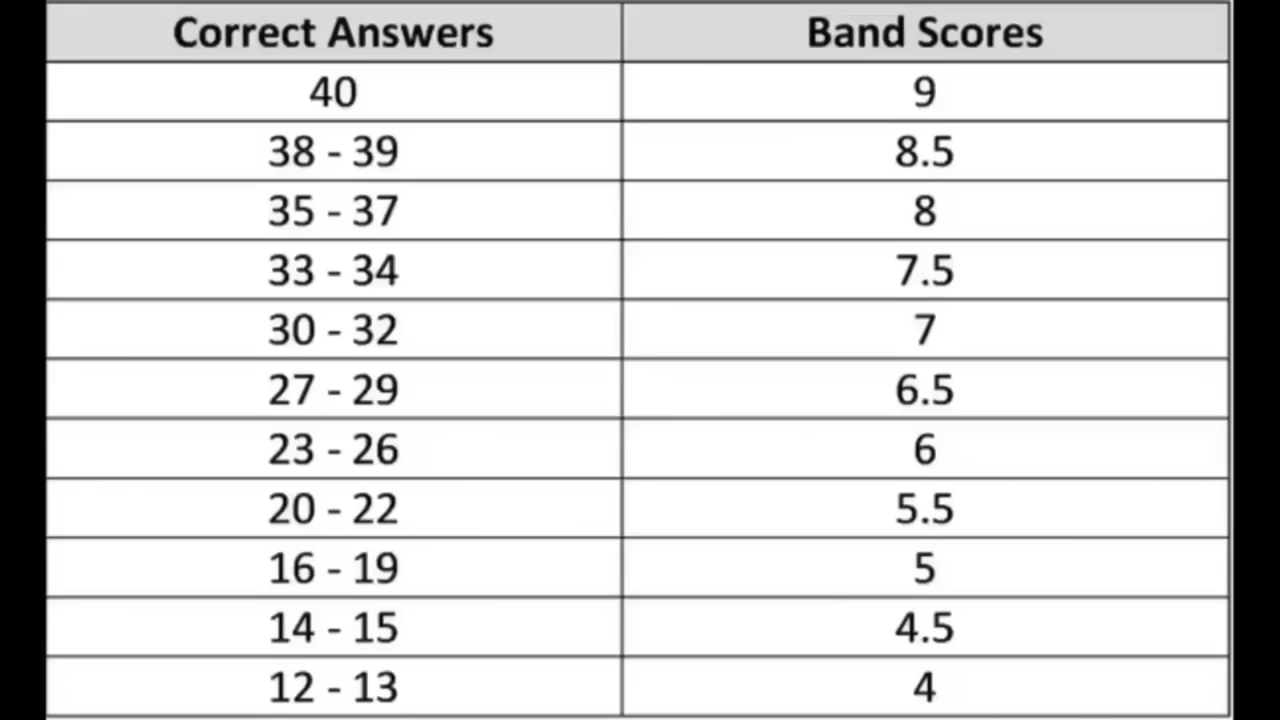 Correct Answers Band Scores
40 9
38 - 39 8.5
35 - 37 8
33 - 34 7.5
30 - 32 7
27 - 29 6.5
23 - 26 6
20 - 22 5.5
16 - 19 5
14 - 15 4.5
12 - 13 4